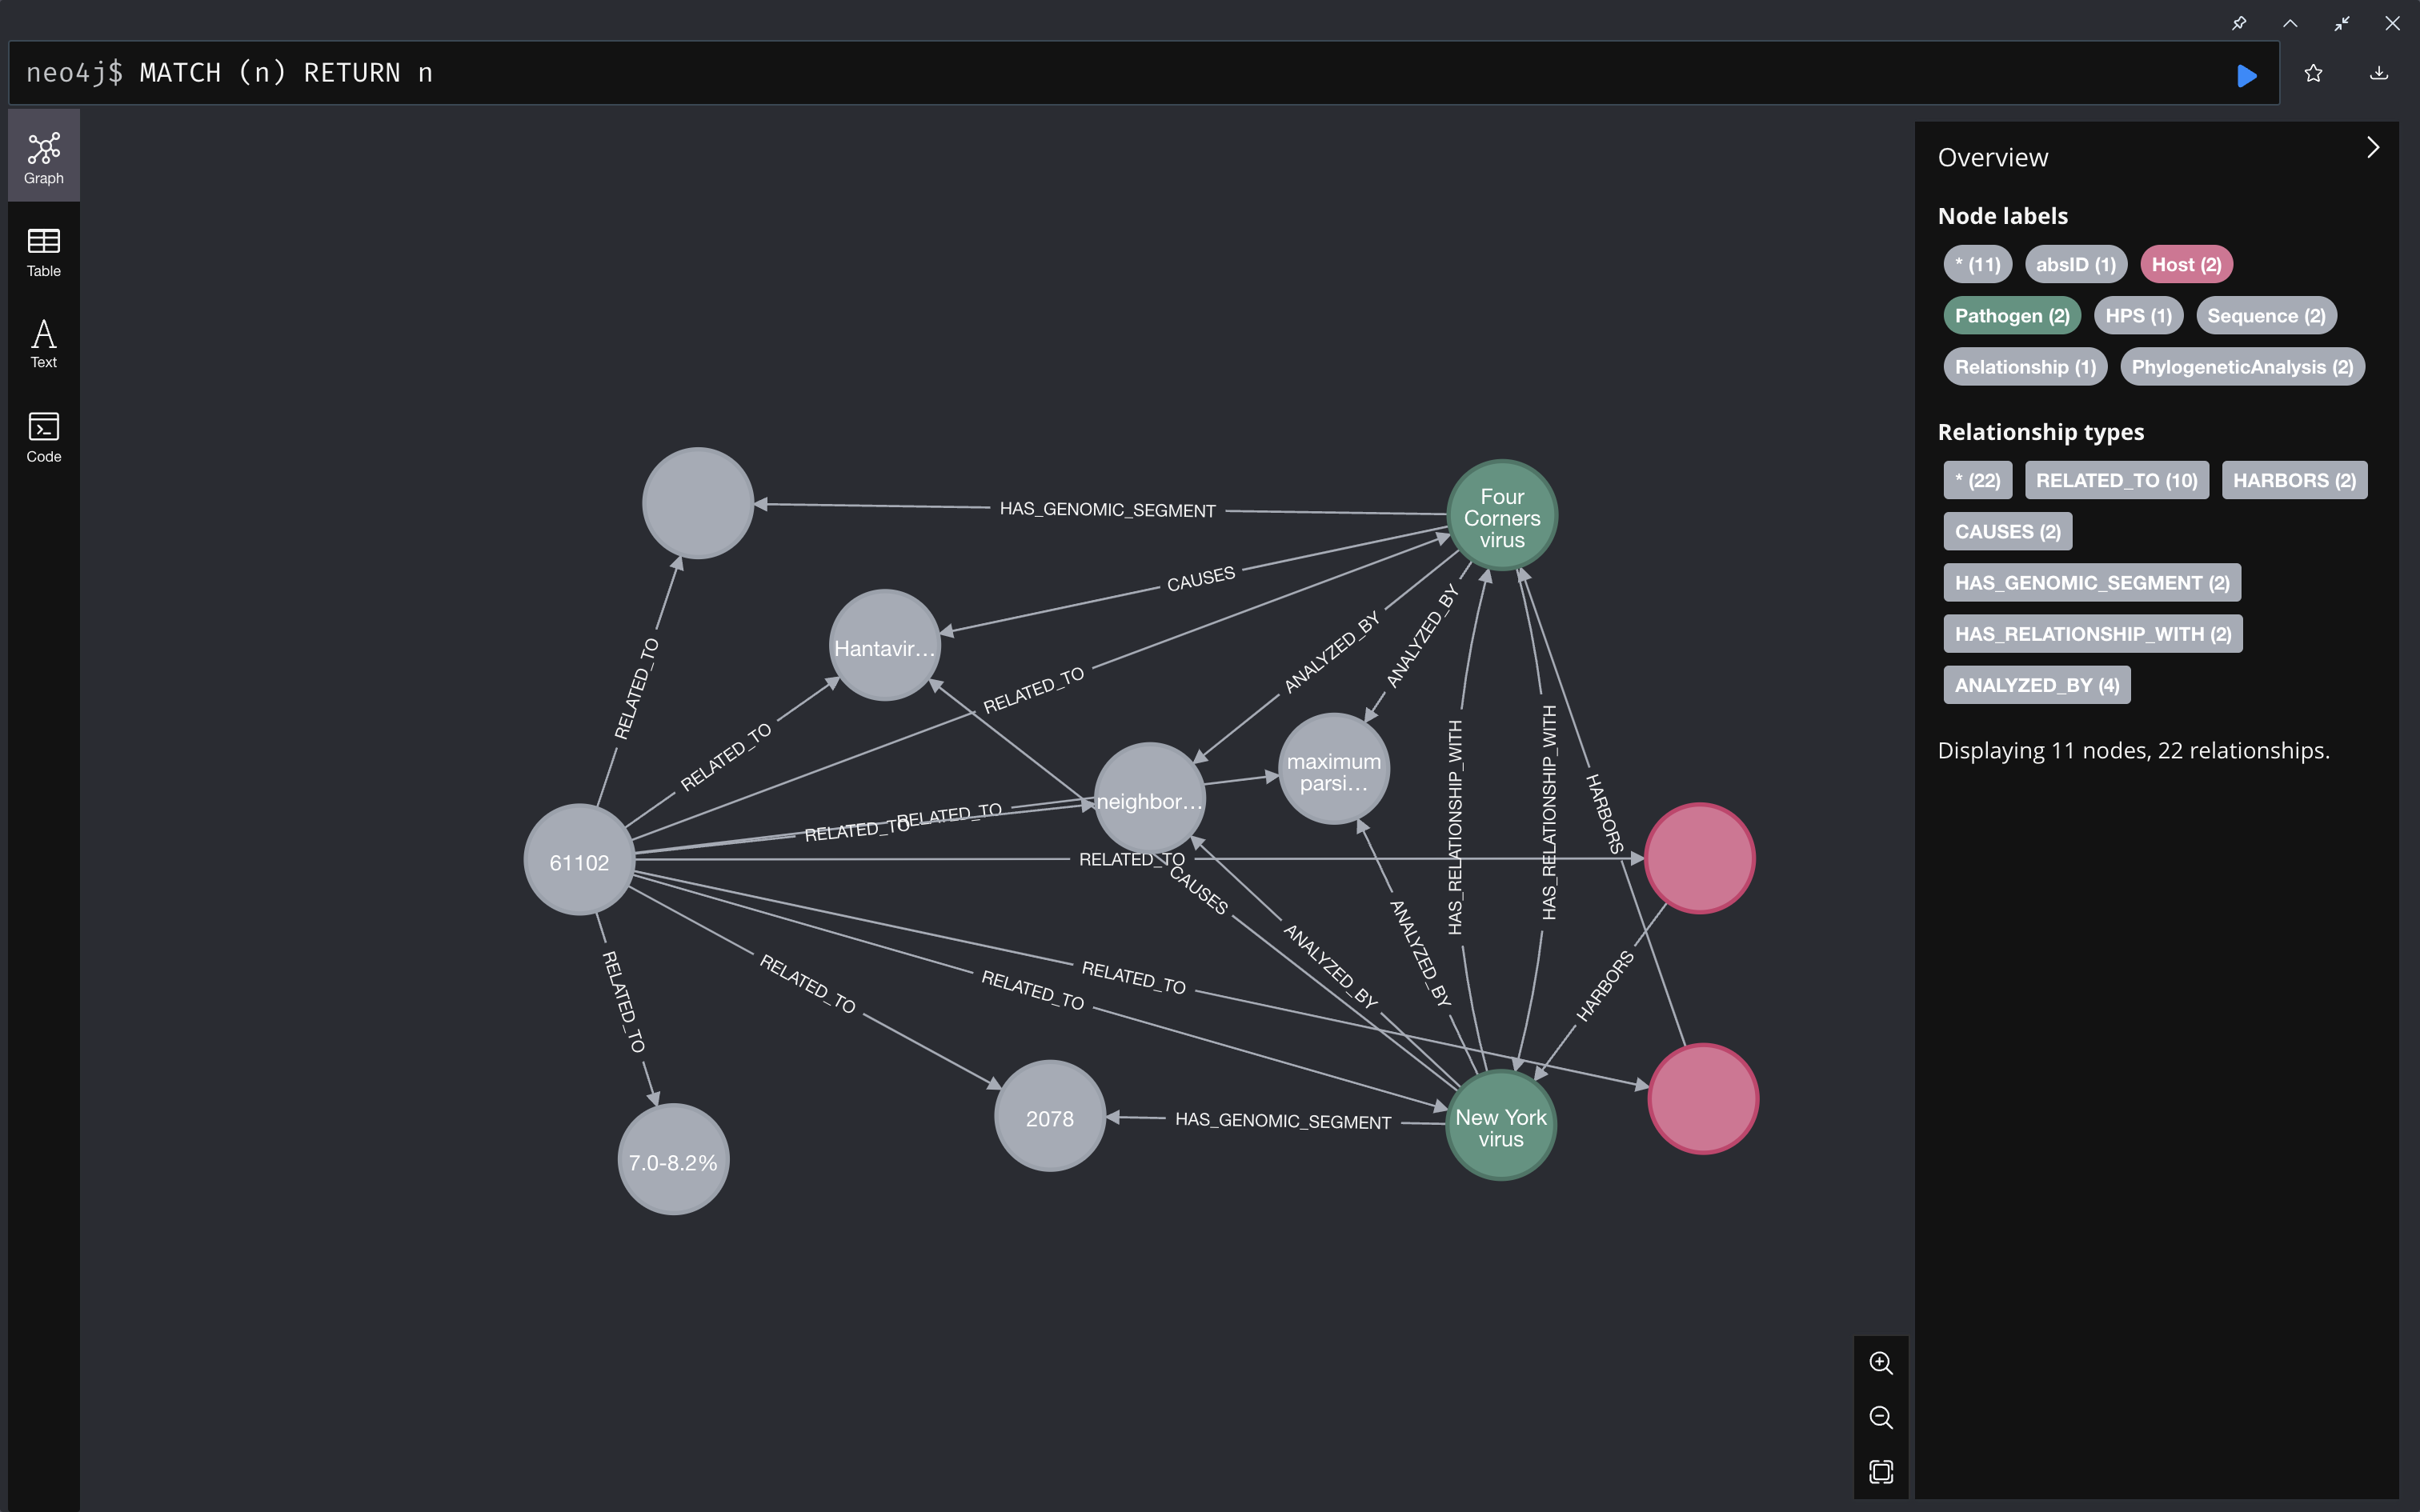 neo4j$ MATCH (n) RETURN n
Graph
Table
Text
Code
Overview
Node labels
* (11) absID (1) Host (2)
Pathogen (2) HPS (1) Sequence (2)
Relationship (1) PhylogeneticAnalysis (2)
Relationship types
* (22) RELATED_TO (10) HARBORS (2)
CAUSES (2)
HAS_GENOMIC_SEGMENT (2)
HAS_RELATIONSHIP_WITH (2)
ANALYZED_BY (4)
Displaying 11 nodes, 22 relationships.
Four
Corners
virus
HAS_GENOMIC_SEGMENT
CAUSES
ANALYZED_BY
ANALYZED_BY
Hantavir…
RELATED_TO
RELATED_TO
RELATED_TO
maximum
parsi…
neighbor…
RELATED_TO
RELATED_TO
HAS_RELATIONSHIP_WITH
HAS_RELATIONSHIP_WITH
HARBORS
61102
RELATED_TO
CAUSES
ANALYZED_BY
ANALYZED_BY
RELATED_TO
RELATED_TO
RELATED_TO
RELATED_TO
HARBORS
2078
HAS_GENOMIC_SEGMENT
New York
virus
7.0-8.2%